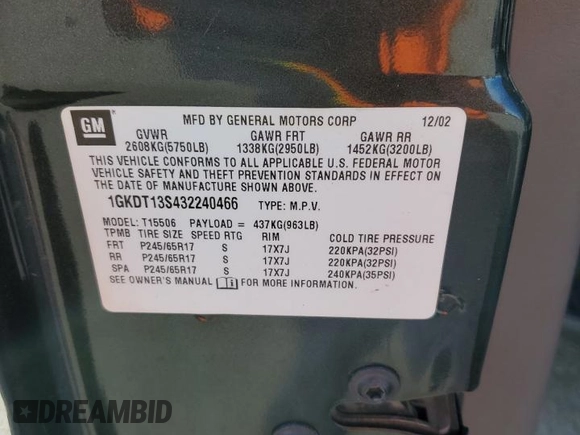 GM
MFD BY GENERAL MOTORS CORP 12/02
GVWR GAWR FRT GAWR RR
2608KG(5750LB) 1338KG(2950LB) 1452KG(3200LB)
THIS VEHICLE CONFORMS TO ALL APPLICABLE U.S. FEDERAL MOTOR
VEHICLE SAFETY AND THEFT PREVENTION STANDARDS IN EFFECT
ON THE DATE OF MANUFACTURE SHOWN ABOVE.
1GKDT13S432240466 TYPE: M.P.V.
MODEL: T15506 PAYLOAD = 437KG(963LB)
TPMB TIRE SIZE SPEED RTG RIM COLD TIRE PRESSURE
FRT P245/65R17 S 17X7J 220KPA(32PSI)
RR P245/65R17 S 17X7J 220KPA(32PSI)
SPA P245/65R17 S 17X7J 240KPA(35PSI)
SEE OWNER'S MANUAL FOR MORE INFORMATION.
DREAMBID